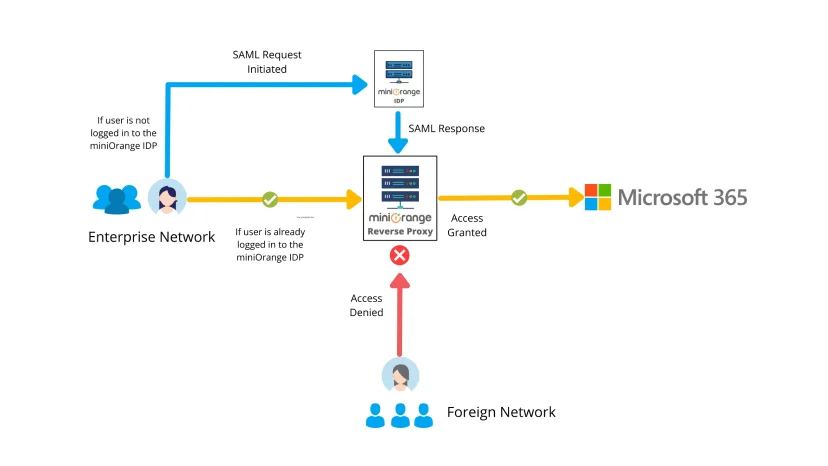 SAML Request
Initiated
miniOrange
IDP
If user is not
logged in to the
miniOrange IDP
SAML Response
miniOrange
Reverse Proxy
Microsoft 365
Access
Granted
Enterprise Network
If user is already
logged in to the
miniOrange IDP
Access
Denied
Foreign Network